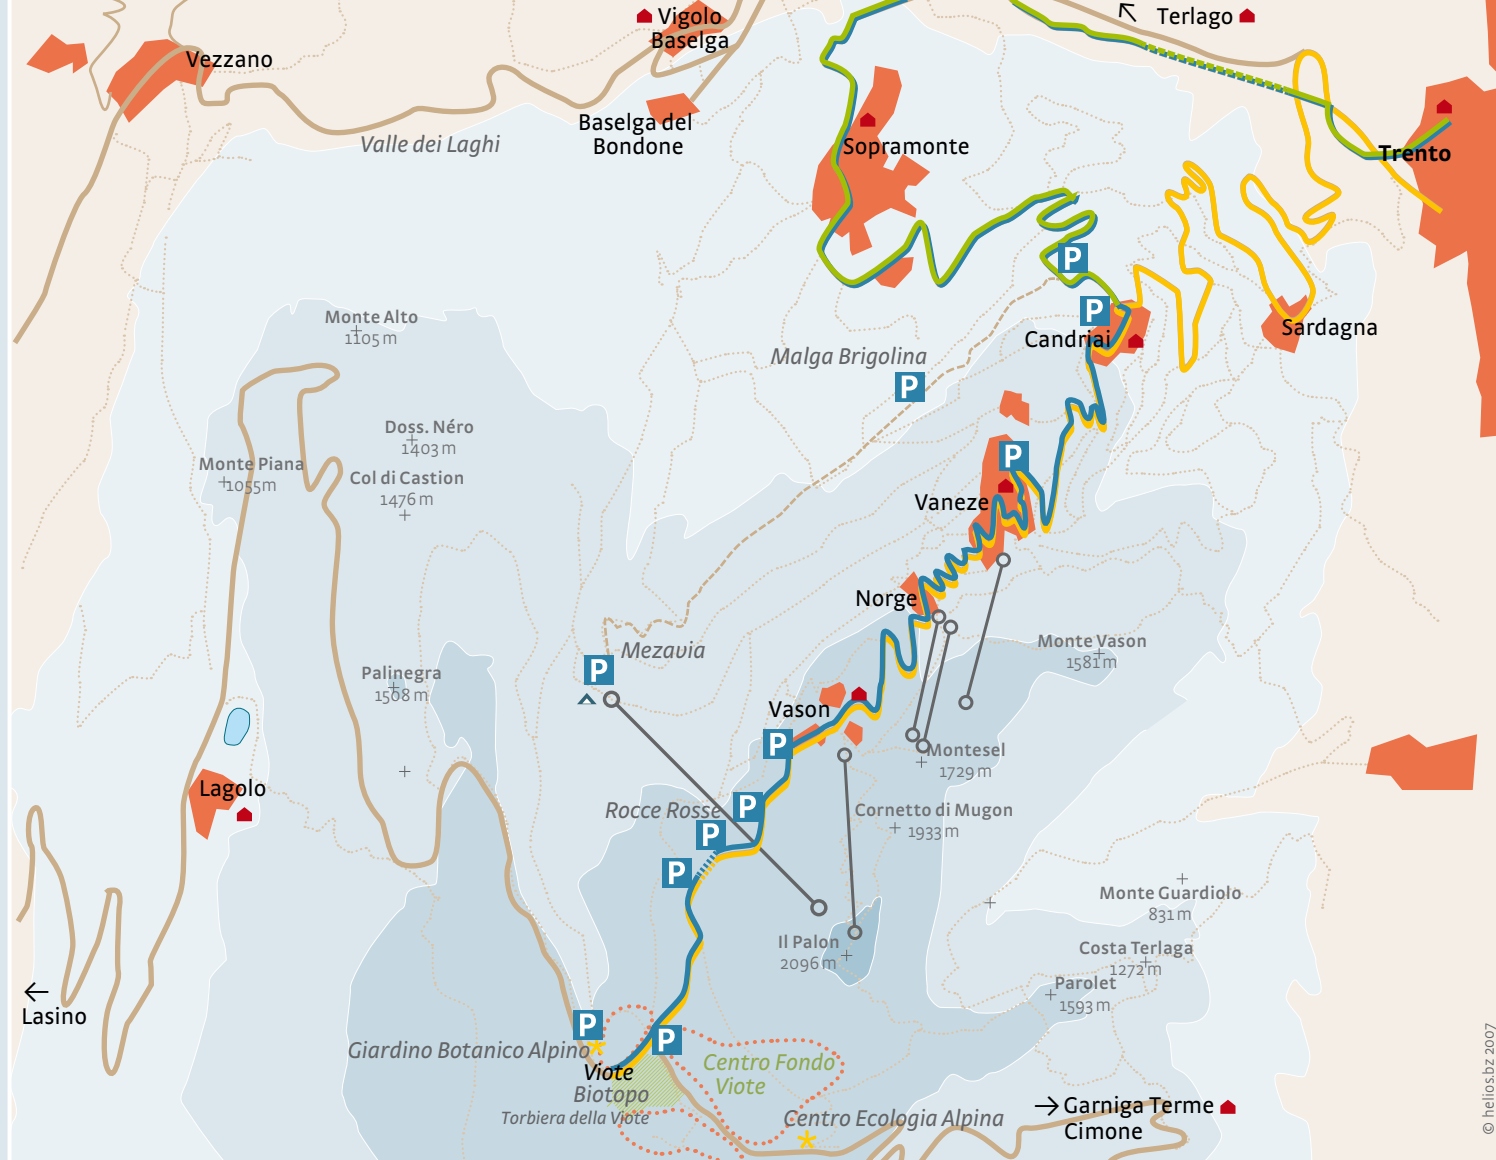 Vigolo
Baselga
Terlago
Vezzano
Baselga del
Bondone
Valle dei Laghi
Sopramonte
Trento
P
P
Monte Alto
1105 m
Candriai
Sardagna
Malga Brigolina
P
Doss. Néro
1403 m
Monte Piana
1055m
Col di Castion
1476 m
P
Vaneze
Norge
Mezavia
P
Monte Vason
1581m
Palinegra
1508 m
Vason
P
Montesel
1729 m
Lagolo
Rocce Rosse
P
P
P
Cornetto di Mugon
1933 m
Monte Guardiolo
831 m
Il Palon
2096 m
Costa Terlaga
1272 m
Parolet
1593 m
Lasino
P
P
Giardino Botanico Alpino
Viote
Biotopo
Torbiera della Viote
Centro Fondo
Viote
Centro Ecologia Alpina
Garniga Terme
Cimone
© helios.bz 2007